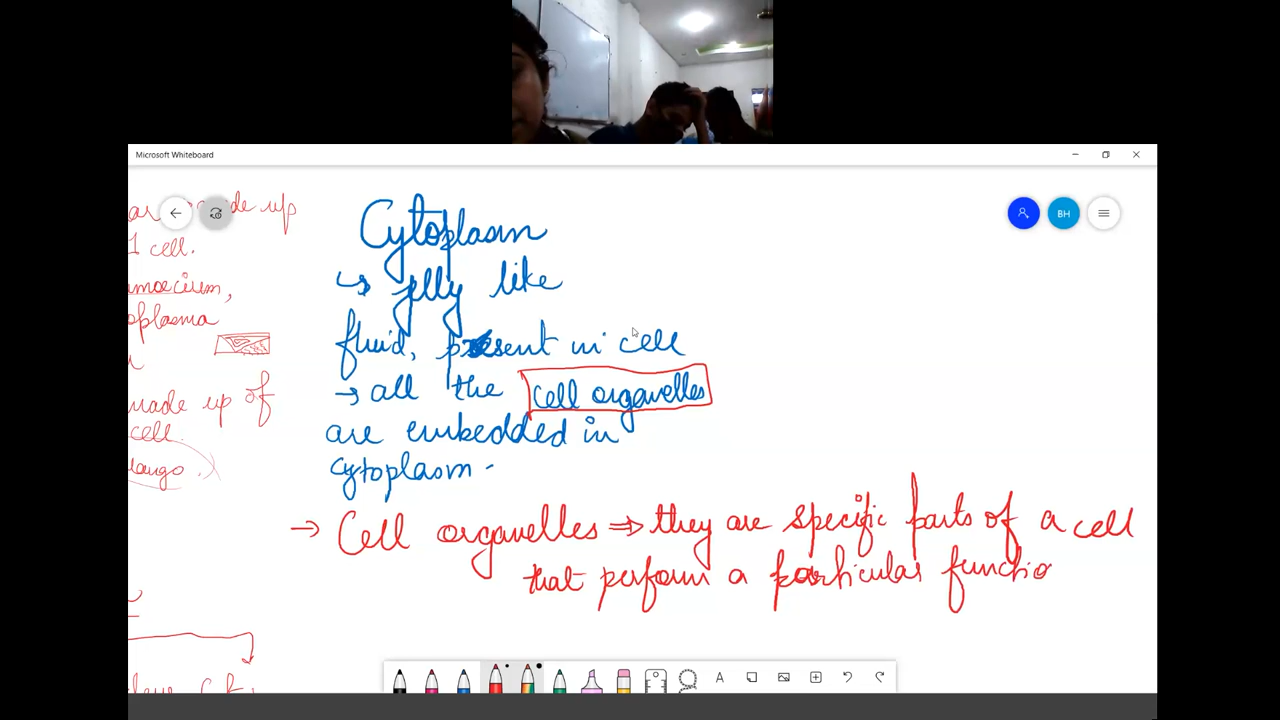 Microsoft Whiteboard
BH
made up
1 cell.
made up of
cell.
Cytoplasm
↳ jelly like
fluid, present in cell
→ all the cell organelles
are embedded in
cytoplasm.
→ Cell organelles ⇒ they are specific parts of a cell
that perform a particular functio
A